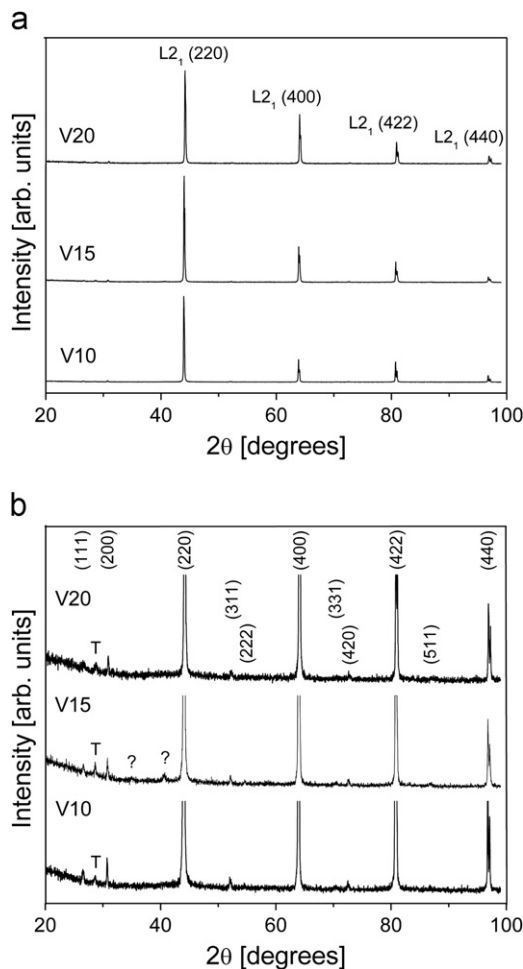 a
L2₁ (220)
L2₁ (400)
L2₁ (422)
L2₁ (440)
V20
V15
V10
Intensity [arb. units]
20 40 60 80 100
2θ [degrees]
b
(111) (200) (220) (311) (222) (400) (331) (420) (422) (511) (440)
V20
T
V15
T ? ?
V10
T
Intensity [arb. units]
20 40 60 80 100
2θ [degrees]